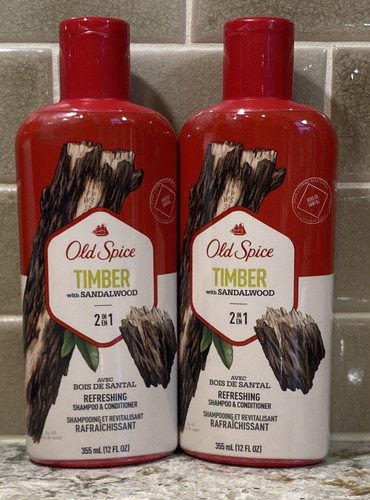 Old Spice
TIMBER
with SANDALWOOD
2 IN EN 1
AVEC
BOIS DE SANTAL
REFRESHING
SHAMPOO & CONDITIONER
SHAMPOOING ET REVITALISANT
RAFRAÎCHISSANT
355 mL (12 FL OZ)
Old Spice
TIMBER
with SANDALWOOD
2 IN EN 1
AVEC
BOIS DE SANTAL
REFRESHING
SHAMPOO & CONDITIONER
SHAMPOOING ET REVITALISANT
RAFRAÎCHISSANT
355 mL (12 FL OZ)